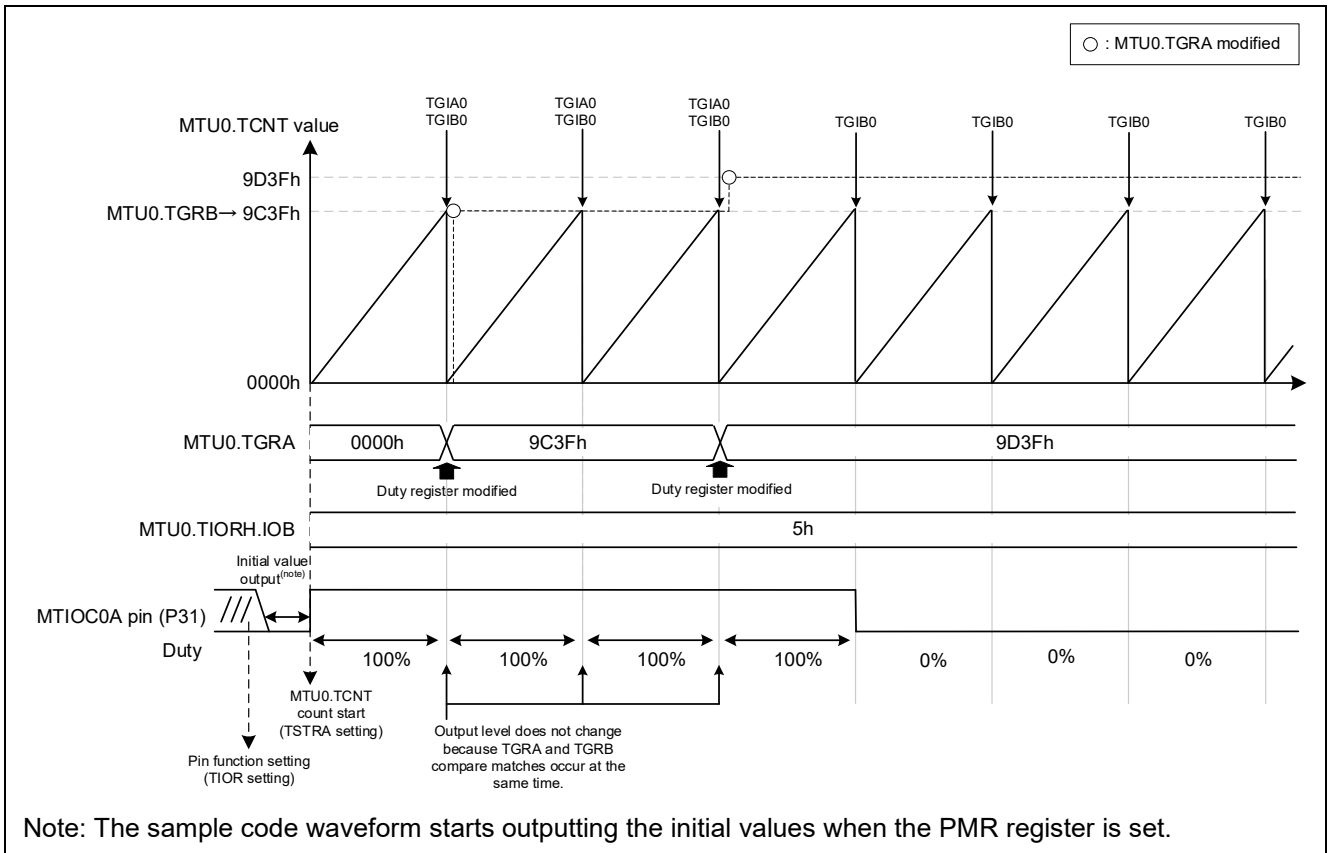 ○ : MTU0.TGRA modified
MTU0.TCNT value
TGIA0
TGIB0
TGIA0
TGIB0
TGIA0
TGIB0
TGIB0
TGIB0
TGIB0
TGIB0
9D3Fh
MTU0.TGRB→ 9C3Fh
0000h
MTU0.TGRA
0000h
9C3Fh
9D3Fh
Duty register modified
Duty register modified
MTU0.TIORH.IOB
5h
Initial value
output(note)
MTIOC0A pin (P31)
Duty
100%
100%
100%
100%
0%
0%
0%
MTU0.TCNT
count start
(TSTRA setting)
Pin function setting
(TIOR setting)
Output level does not change
because TGRA and TGRB
compare matches occur at the
same time.
Note: The sample code waveform starts outputting the initial values when the PMR register is set.